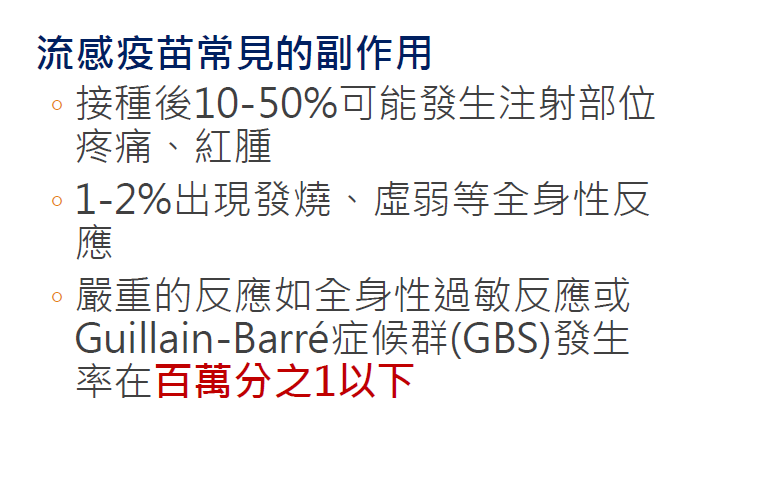 流感疫苗常見的副作用
接種後10-50%可能發生注射部位
疼痛、紅腫
1-2%出現發燒、虛弱等全身性反
應
嚴重的反應如全身性過敏反應或
Guillain-Barré症候群(GBS)發生
率在百萬分之1以下